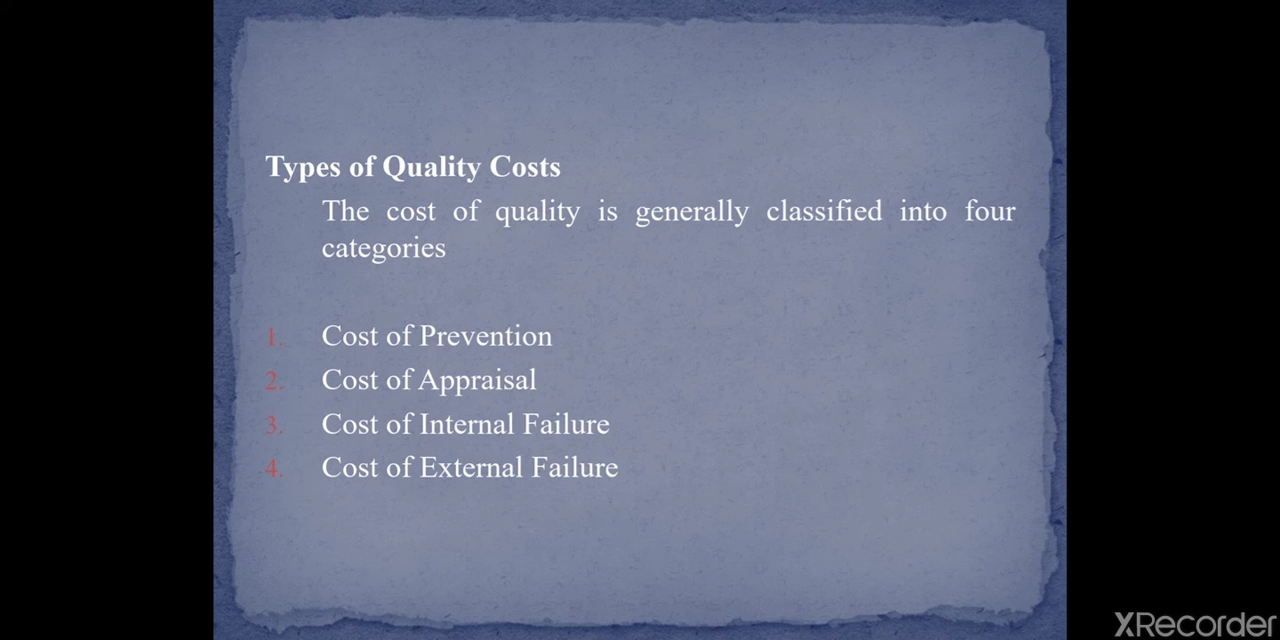 Types of Quality Costs
The cost of quality is generally classified into four
categories
1. Cost of Prevention
2. Cost of Appraisal
3. Cost of Internal Failure
4. Cost of External Failure
XRecorder